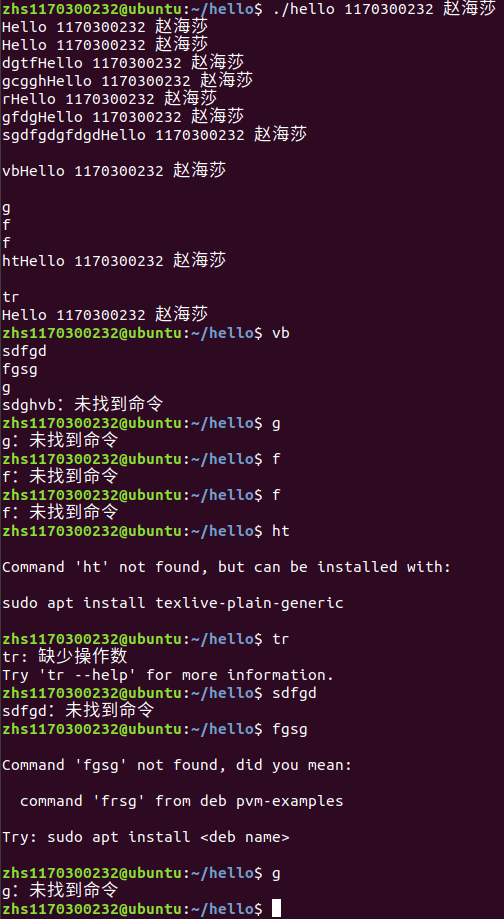 zhs1170300232@ubuntu:~/hello$ ./hello 1170300232 赵海莎
Hello 1170300232 赵海莎
Hello 1170300232 赵海莎
dgtfHello 1170300232 赵海莎
gcgghHello 1170300232 赵海莎
rHello 1170300232 赵海莎
gfdgHello 1170300232 赵海莎
sgdfgdgfdgdHello 1170300232 赵海莎
vbHello 1170300232 赵海莎
g
f
f
htHello 1170300232 赵海莎
tr
Hello 1170300232 赵海莎
zhs1170300232@ubuntu:~/hello$ vb
sdfgd
fgsg
g
sdghvb：未找到命令
zhs1170300232@ubuntu:~/hello$ g
g：未找到命令
zhs1170300232@ubuntu:~/hello$ f
f：未找到命令
zhs1170300232@ubuntu:~/hello$ f
f：未找到命令
zhs1170300232@ubuntu:~/hello$ ht
Command 'ht' not found, but can be installed with:
sudo apt install texlive-plain-generic
zhs1170300232@ubuntu:~/hello$ tr
tr: 缺少操作数
Try 'tr --help' for more information.
zhs1170300232@ubuntu:~/hello$ sdfgd
sdfgd：未找到命令
zhs1170300232@ubuntu:~/hello$ fgsg
Command 'fgsg' not found, did you mean:
command 'frsg' from deb pvm-examples
Try: sudo apt install <deb name>
zhs1170300232@ubuntu:~/hello$ g
g：未找到命令
zhs1170300232@ubuntu:~/hello$